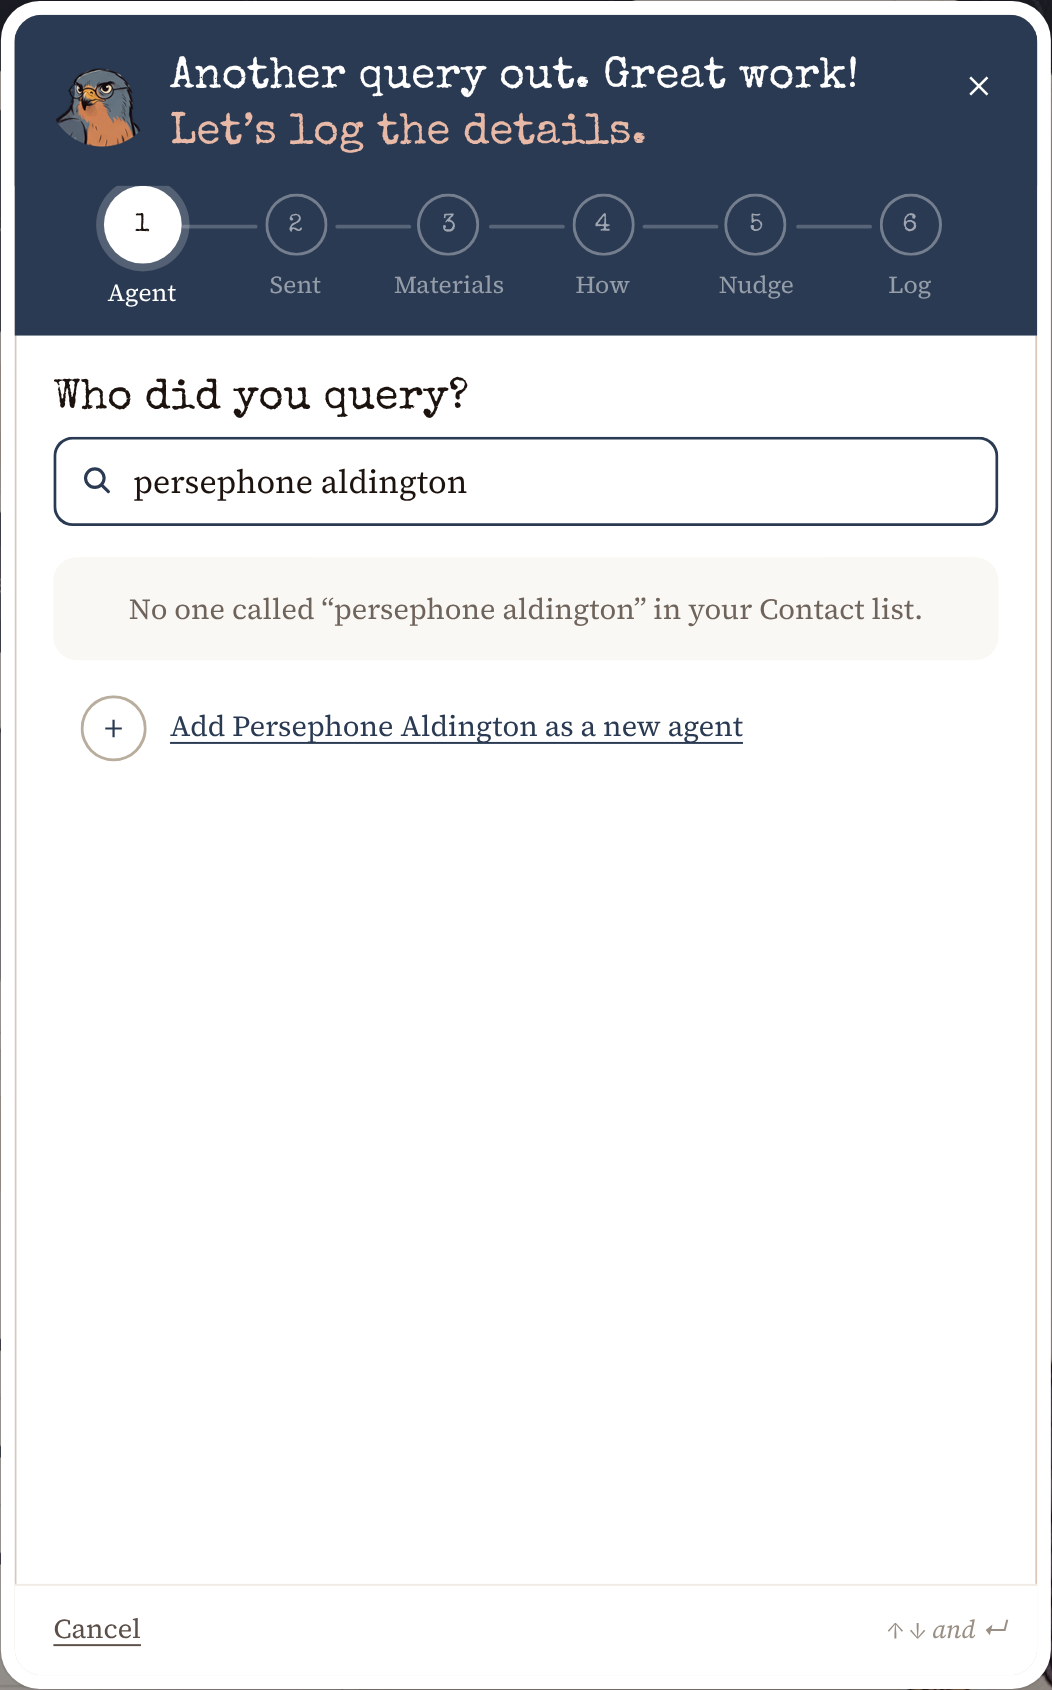 Another query out. Great work!
Let’s log the details.
1
2
3
4
5
6
Agent
Sent
Materials
How
Nudge
Log
Who did you query?
persephone aldington
No one called “persephone aldington” in your Contact list.
+ Add Persephone Aldington as a new agent
Cancel
↑ ↓ and ↵